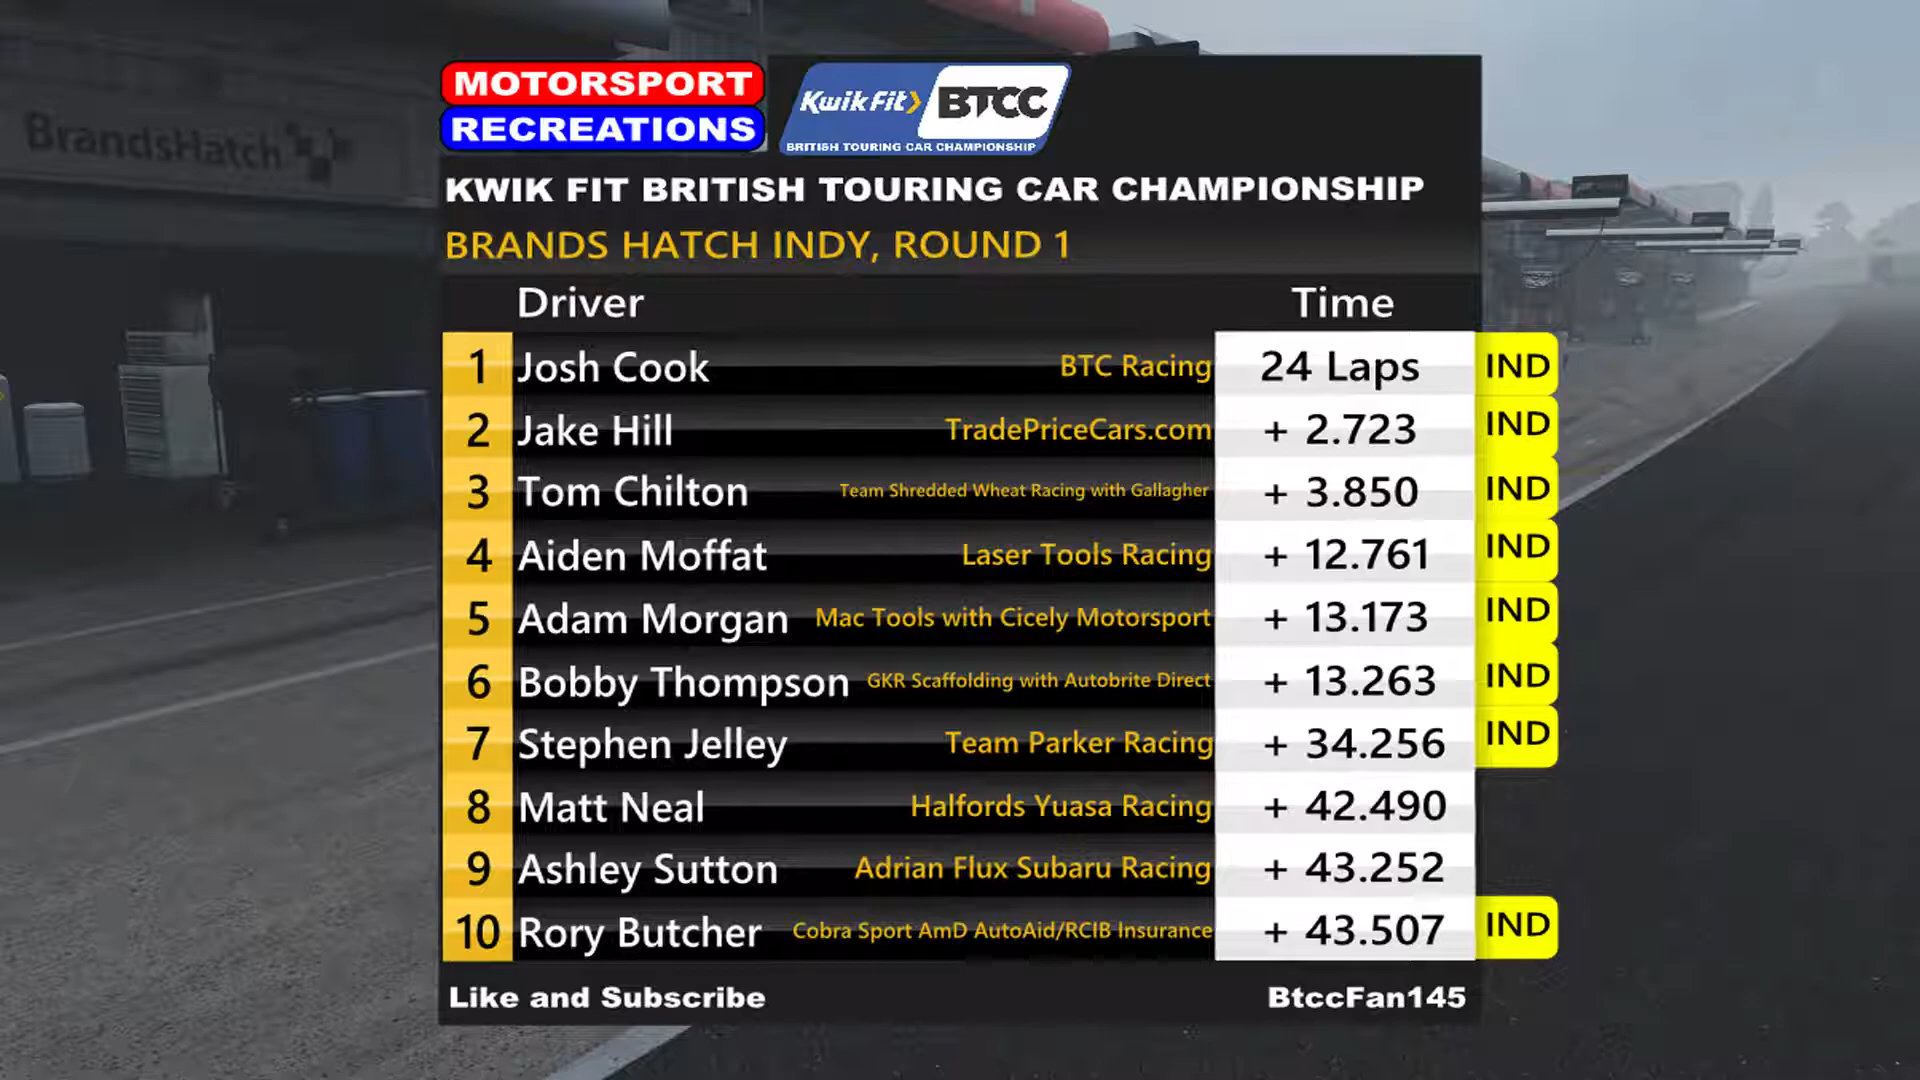 BrandsHatch
MOTORSPORT
RECREATIONS
Kwik Fit BTCC
BRITISH TOURING CAR CHAMPIONSHIP
KWIK FIT BRITISH TOURING CAR CHAMPIONSHIP
BRANDS HATCH INDY, ROUND 1
Driver Time
1 Josh Cook BTC Racing 24 Laps IND
2 Jake Hill TradePriceCars.com + 2.723 IND
3 Tom Chilton Team Shredded Wheat Racing with Gallagher + 3.850 IND
4 Aiden Moffat Laser Tools Racing + 12.761 IND
5 Adam Morgan Mac Tools with Cicely Motorsport + 13.173 IND
6 Bobby Thompson GKR Scaffolding with Autobrite Direct + 13.263 IND
7 Stephen Jelley Team Parker Racing + 34.256 IND
8 Matt Neal Halfords Yuasa Racing + 42.490
9 Ashley Sutton Adrian Flux Subaru Racing + 43.252
10 Rory Butcher Cobra Sport AmD AutoAid/RCIB Insurance + 43.507 IND
Like and Subscribe BtccFan145